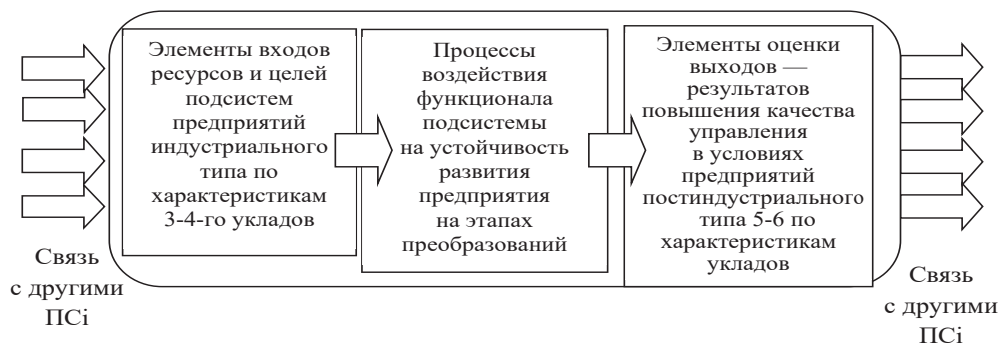 Элементы входов
ресурсов и целей
подсистем
предприятий
индустриального
типа по
характеристикам
3-4-го укладов
Процессы
воздействия
функционала
подсистемы
на устойчивость
развития
предприятия
на этапах
преобразований
Элементы оценки
выходов —
результатов
повышения качества
управления
в условиях
предприятий
постиндустриального
типа 5-6 по
характеристикам
укладов
Связь
с другими
ПСi
Связь
с другими
ПСi